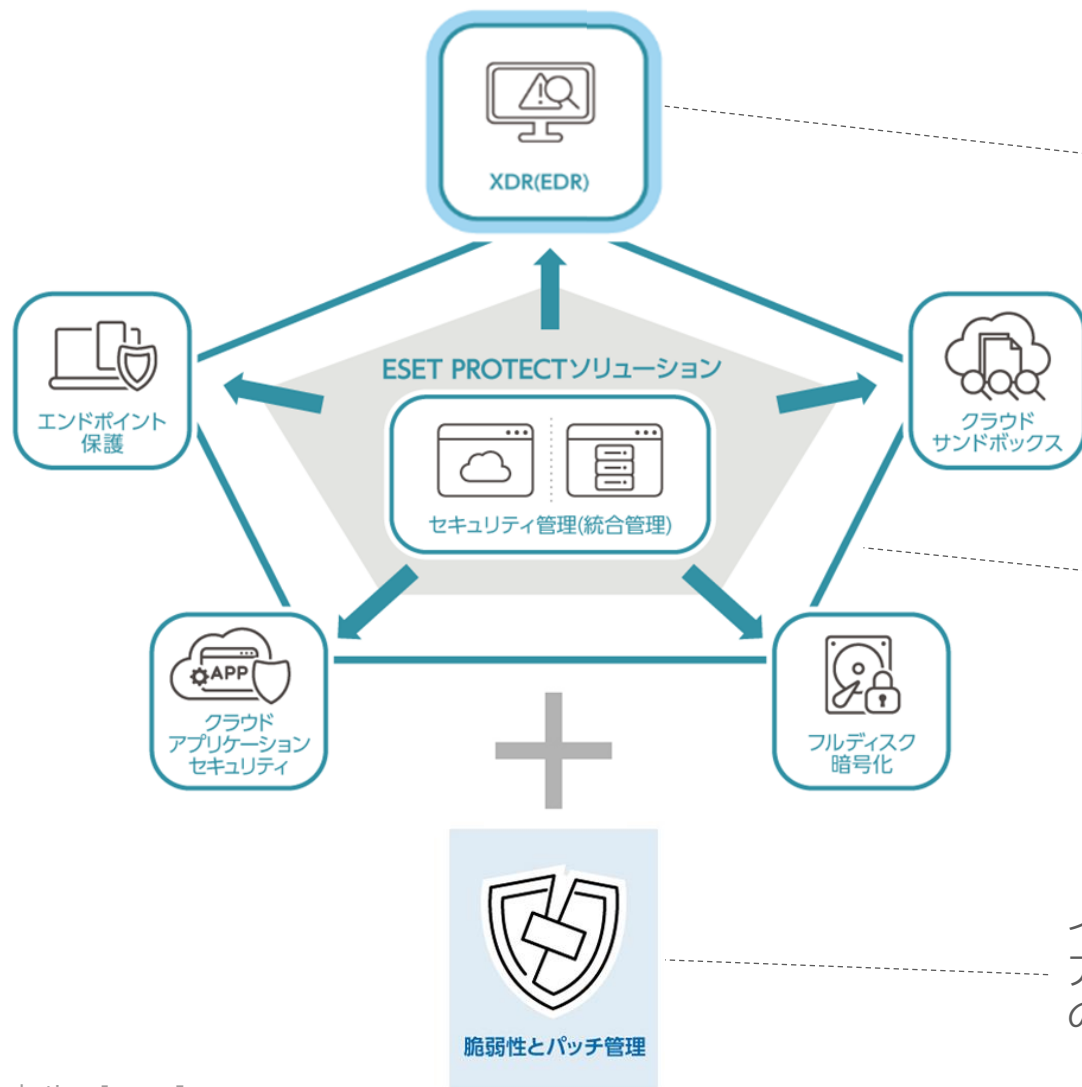 XDR(EDR)
ESET PROTECTソリューション
エンドポイント
保護
クラウド
サンドボックス
セキュリティ管理(統合管理)
APP
クラウド
アプリケーション
セキュリティ
フルディスク
暗号化
脆弱性とパッチ管理